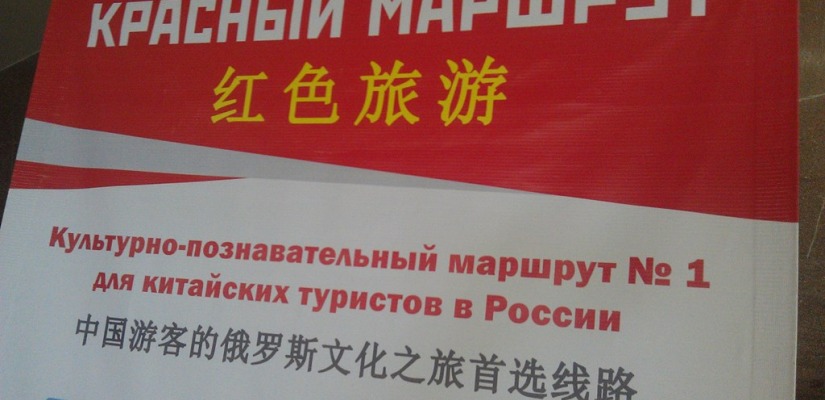 КРАСНЫЙ МАРШРУТ
红色旅游
Культурно-познавательный маршрут № 1
для китайских туристов в России
中国游客的俄罗斯文化之旅首选线路